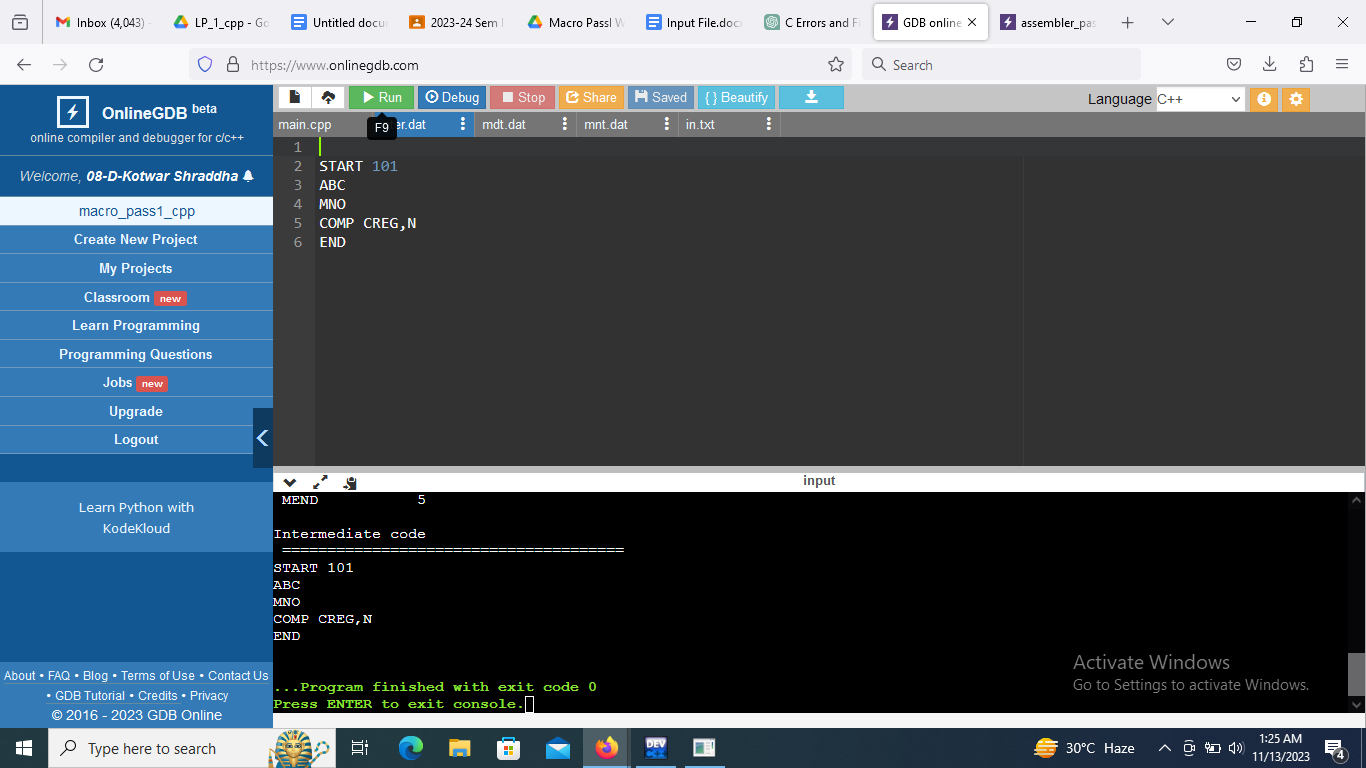 Inbox (4,043)
LP_1_cpp - Go
Untitled docu
2023-24 Sem I
Macro PassI W
Input File.doc
C Errors and Fi
GDB online
assembler_pas
https://www.onlinegdb.com
Search
OnlineGDB beta
online compiler and debugger for c/c++
Welcome, 08-D-Kotwar Shraddha
macro_pass1_cpp
Create New Project
My Projects
Classroom new
Learn Programming
Programming Questions
Jobs new
Upgrade
Logout
Learn Python with
KodeKloud
About • FAQ • Blog • Terms of Use • Contact Us
• GDB Tutorial • Credits • Privacy
© 2016 - 2023 GDB Online
Run
Debug
Stop
Share
Saved
{ } Beautify
Language C++
main.cpp
F9
er.dat
mdt.dat
mnt.dat
in.txt
1
2 START 101
3 ABC
4 MNO
5 COMP CREG,N
6 END
input
MEND 5
Intermediate code
======================================
START 101
ABC
MNO
COMP CREG,N
END
...Program finished with exit code 0
Press ENTER to exit console.
Activate Windows
Go to Settings to activate Windows.
Type here to search
DEV
30°C Haze
1:25 AM
11/13/2023
4